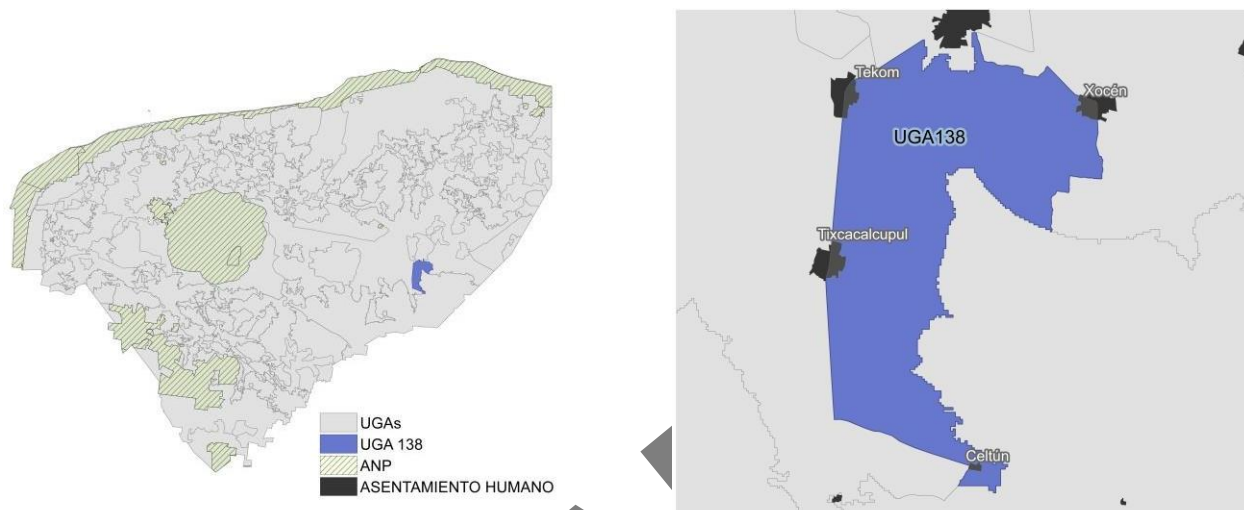 UGAs
UGA 138
ANP
ASENTAMIENTO HUMANO
Tekom
Xocén
UGA138
Tixcacalcupul
Celtún